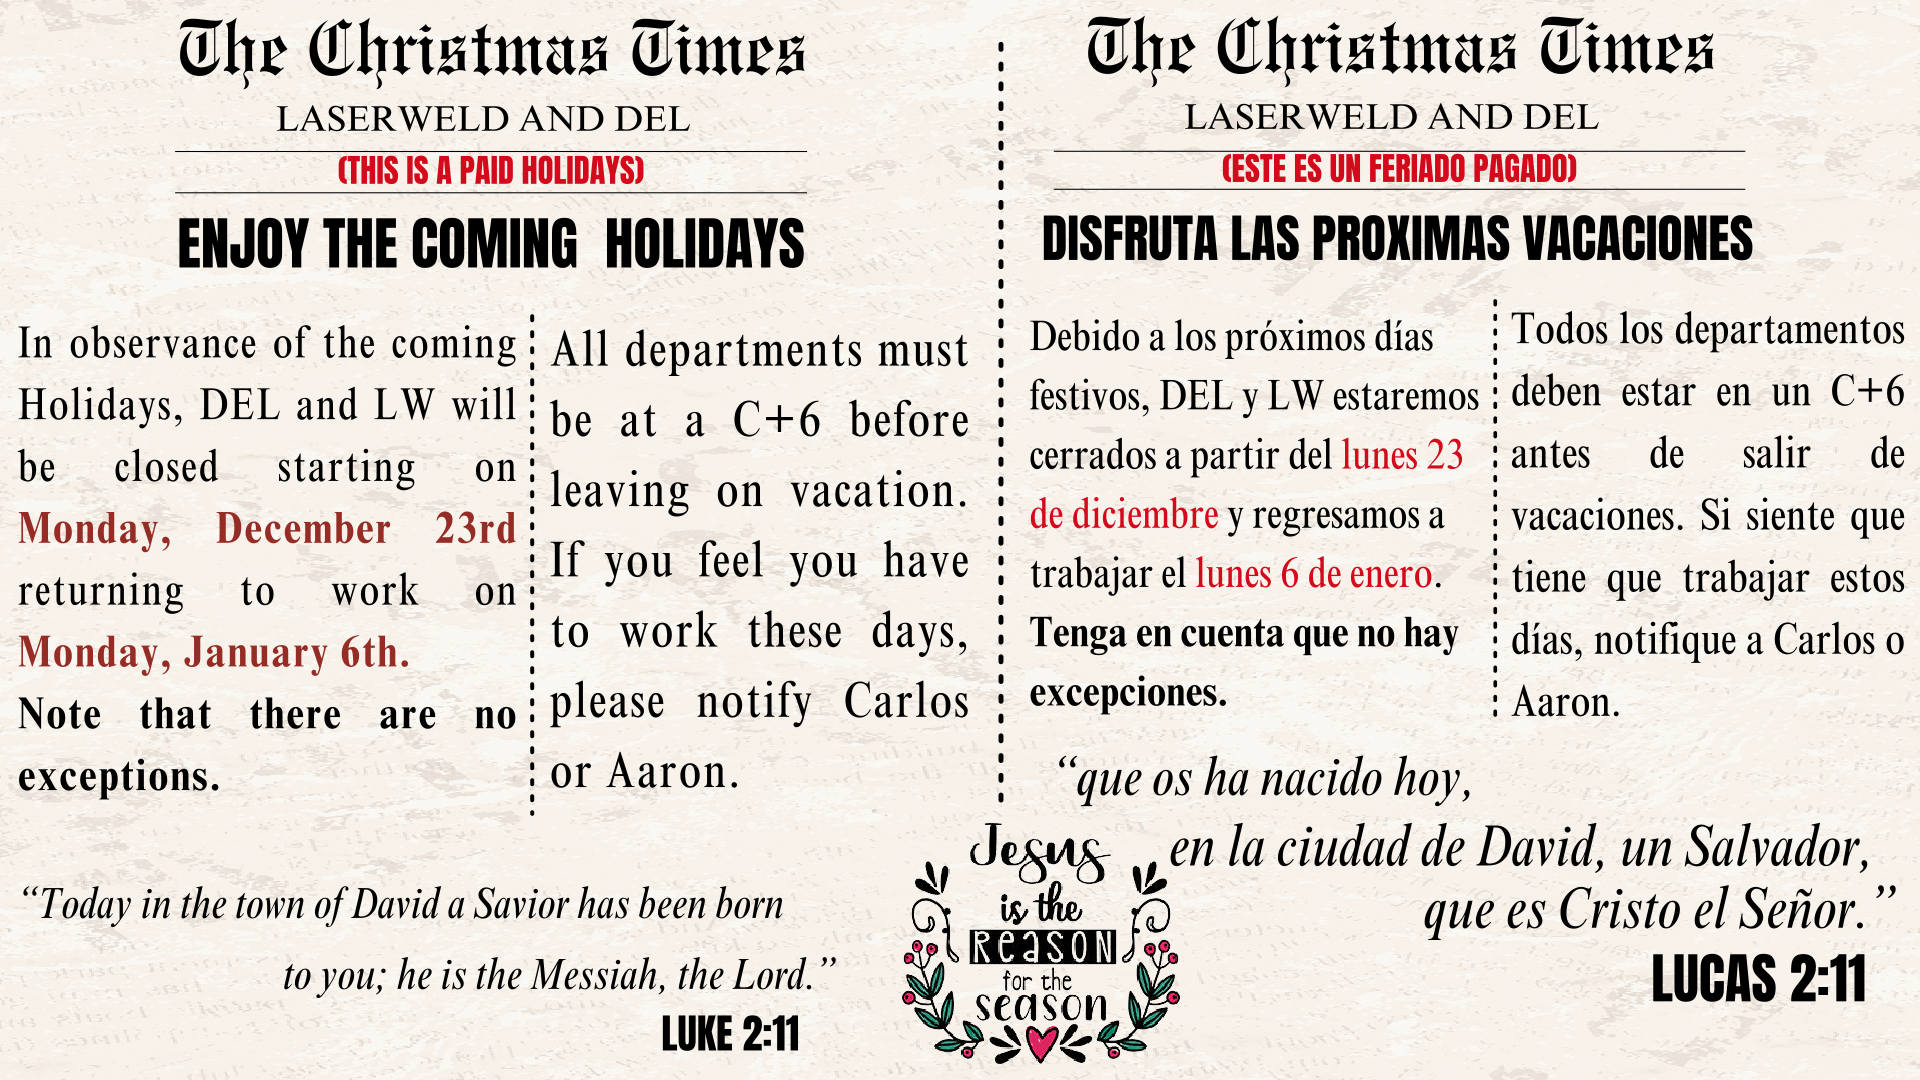 The Christmas Times
LASERWELD AND DEL
(THIS IS A PAID HOLIDAYS)
ENJOY THE COMING HOLIDAYS
In observance of the coming
Holidays, DEL and LW will
be closed starting on
Monday, December 23rd
returning to work on
Monday, January 6th.
Note that there are no
exceptions.
All departments must
be at a C+6 before
leaving on vacation.
If you feel you have
to work these days,
please notify Carlos
or Aaron.
“Today in the town of David a Savior has been born
to you; he is the Messiah, the Lord.”
LUKE 2:11
Jesus
is the
REASON
for the
season
The Christmas Times
LASERWELD AND DEL
(ESTE ES UN FERIADO PAGADO)
DISFRUTA LAS PROXIMAS VACACIONES
Debido a los próximos días
festivos, DEL y LW estaremos
cerrados a partir del lunes 23
de diciembre y regresamos a
trabajar el lunes 6 de enero.
Tenga en cuenta que no hay
excepciones.
Todos los departamentos
deben estar en un C+6
antes de salir de
vacaciones. Si siente que
tiene que trabajar estos
días, notifique a Carlos o
Aaron.
“que os ha nacido hoy,
en la ciudad de David, un Salvador,
que es Cristo el Señor.”
LUCAS 2:11